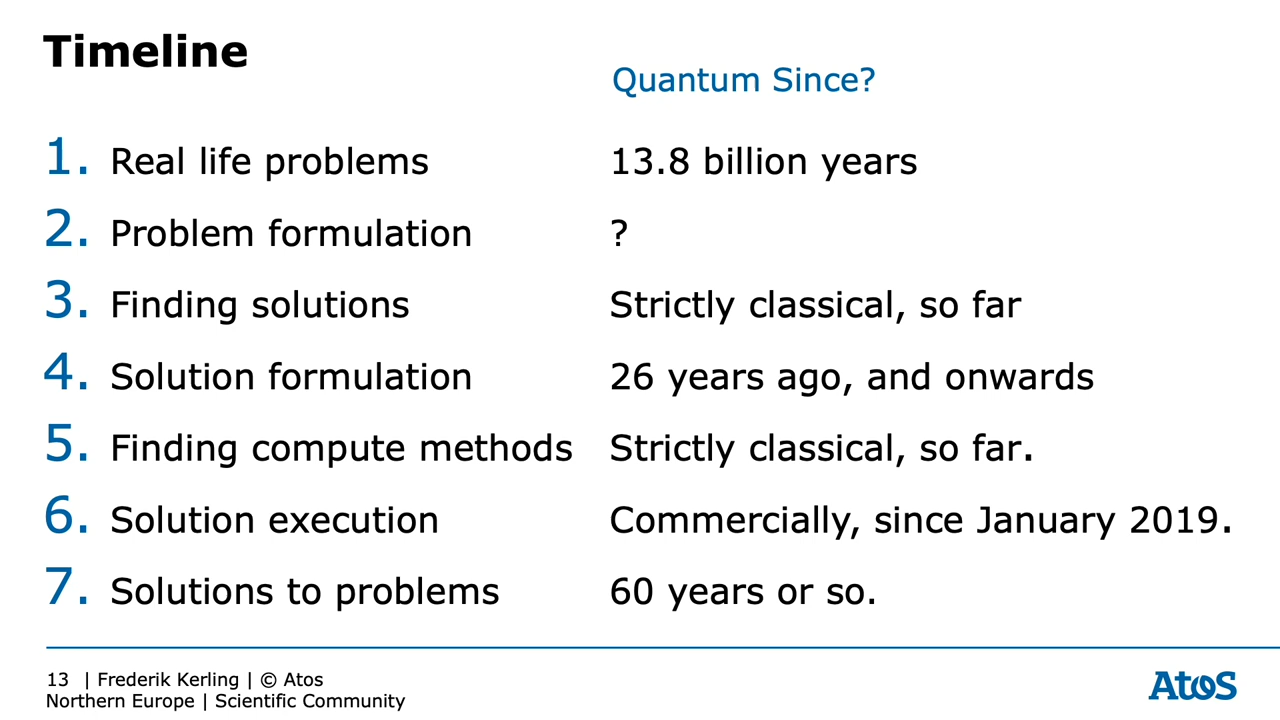 Timeline
Quantum Since?
1. Real life problems 13.8 billion years
2. Problem formulation ?
3. Finding solutions Strictly classical, so far
4. Solution formulation 26 years ago, and onwards
5. Finding compute methods Strictly classical, so far.
6. Solution execution Commercially, since January 2019.
7. Solutions to problems 60 years or so.
13 | Frederik Kerling | © Atos
Northern Europe | Scientific Community
Atos